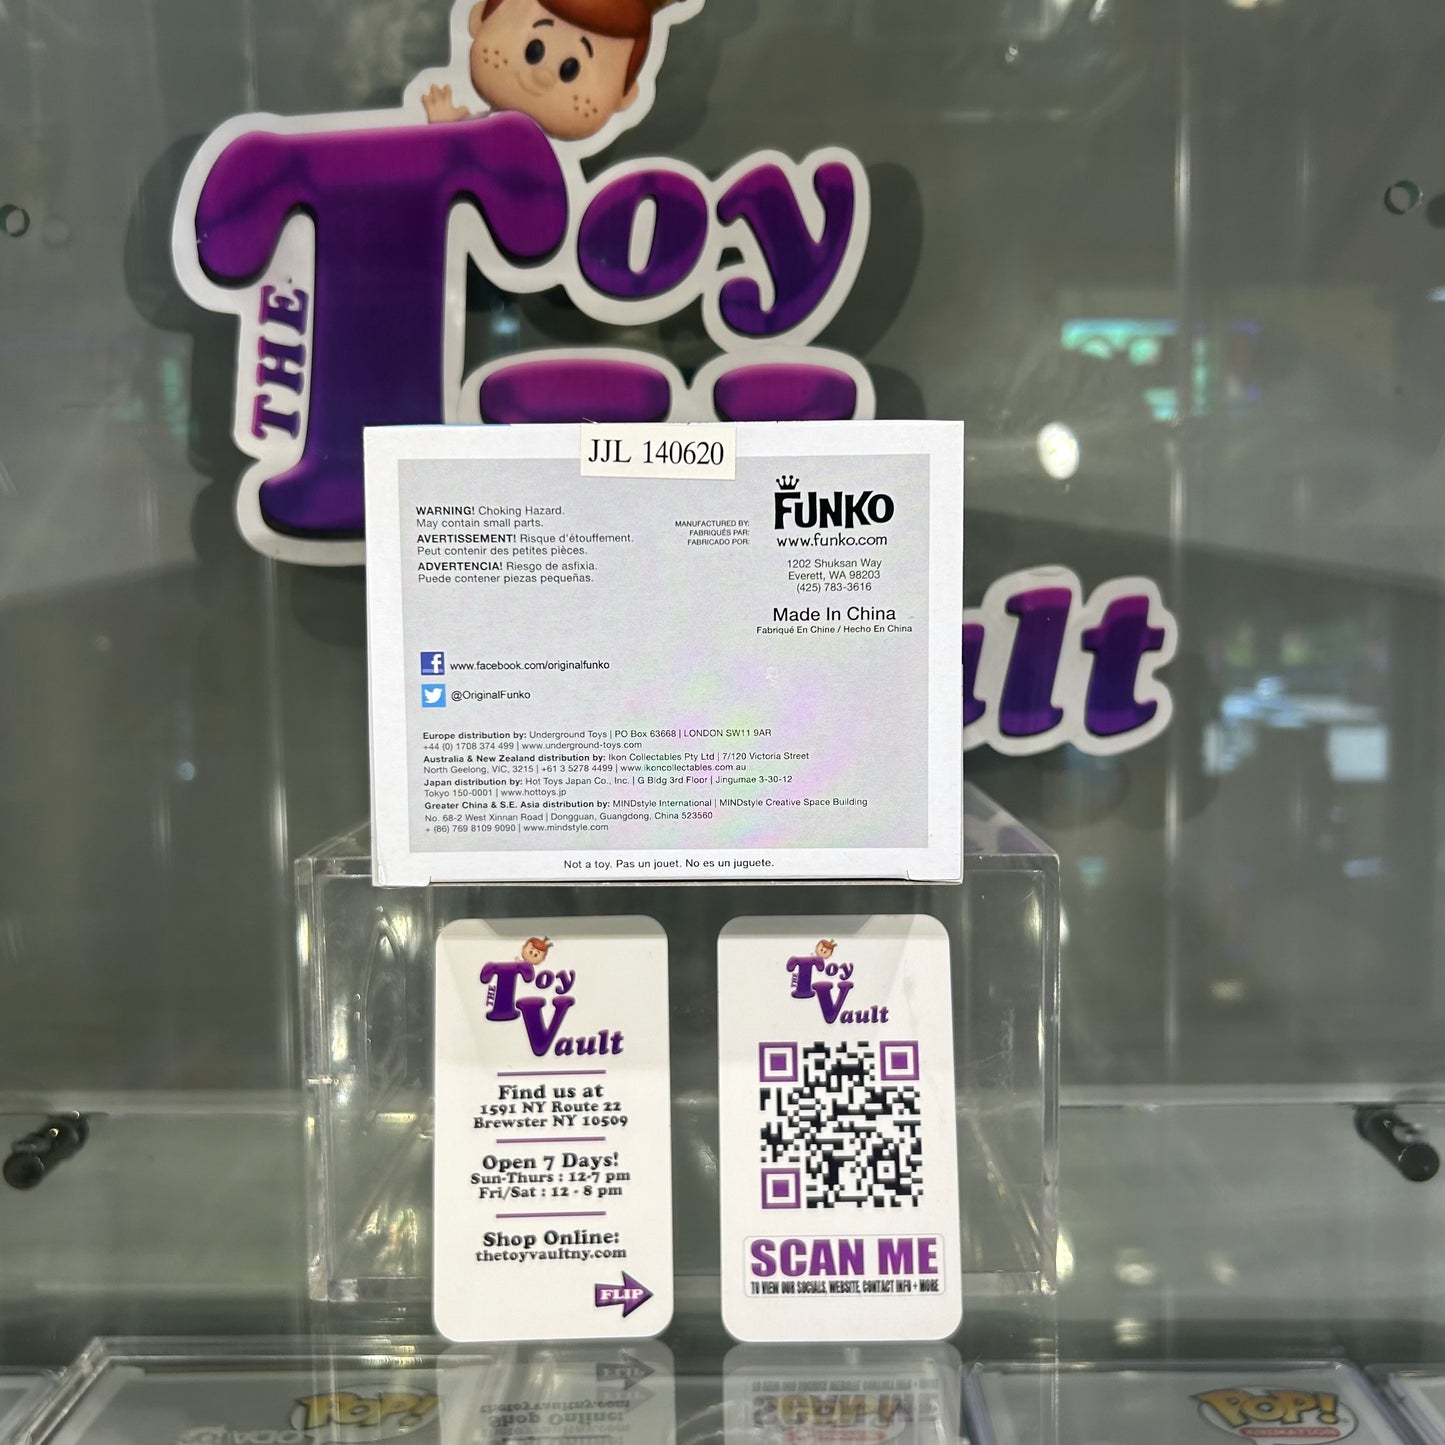 THE Toy
ult
JJL 140620
WARNING! Choking Hazard.
May contain small parts.
AVERTISSEMENT! Risque d'étouffement.
Peut contenir des petites pièces.
ADVERTENCIA! Riesgo de asfixia.
Puede contener piezas pequeñas.
MANUFACTURED BY:
FABRIQUÉS PAR:
FABRICADO POR:
FUNKO
www.funko.com
1202 Shuksan Way
Everett, WA 98203
(425) 783-3616
Made In China
Fabriqué En Chine / Hecho En China
f www.facebook.com/originalfunko
@OriginalFunko
Europe distribution by: Underground Toys | PO Box 63668 | LONDON SW11 9AR
+44 (0) 1708 374 499 | www.underground-toys.com
Australia & New Zealand distribution by: Ikon Collectables Pty Ltd | 7/120 Victoria Street
North Geelong, VIC, 3215 | +61 3 5278 4499 | www.ikoncollectables.com.au
Japan distribution by: Hot Toys Japan Co., Inc. | G Bldg 3rd Floor | Jingumae 3-30-12
Tokyo 150-0001 | www.hottoys.jp
Greater China & S.E. Asia distribution by: MINDstyle International | MINDstyle Creative Space Building
No. 68-2 West Xinnan Road | Dongguan, Guangdong, China 523560
+ (86) 769 8109 9090 | www.mindstyle.com
Not a toy. Pas un jouet. No es un juguete.
THE Toy
Vault
Find us at
1591 NY Route 22
Brewster NY 10509
Open 7 Days!
Sun-Thurs : 12-7 pm
Fri/Sat : 12 - 8 pm
Shop Online:
thetoyvaultny.com
FLIP
THE Toy
Vault
SCAN ME
TO VIEW OUR SOCIALS, WEBSITE, CONTACT INFO + MORE
POP!
POP!